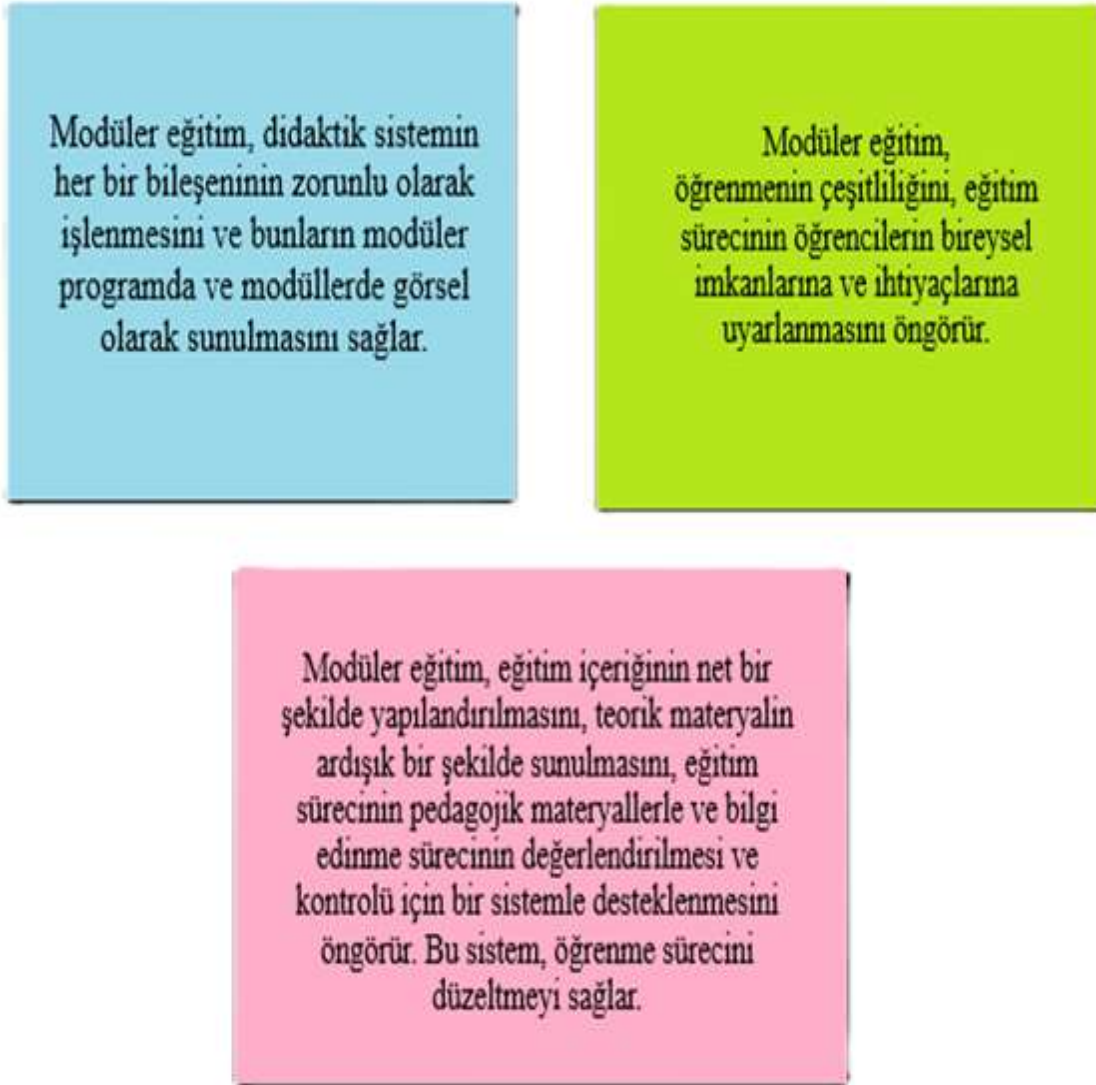 Modüler eğitim, didaktik sistemin
her bir bileşeninin zorunlu olarak
işlenmesini ve bunların modüler
programda ve modüllerde görsel
olarak sunulmasını sağlar.
Modüler eğitim,
öğrenmenin çeşitliliğini, eğitim
sürecinin öğrencilerin bireysel
imkanlarına ve ihtiyaçlarına
uyarlanmasını öngörür.
Modüler eğitim, eğitim içeriğinin net bir
şekilde yapılandırılmasını, teorik materyalin
ardışık bir şekilde sunulmasını, eğitim
sürecinin pedagojik materyallerle ve bilgi
edinme sürecinin değerlendirilmesi ve
kontrolü için bir sistemle desteklenmesini
öngörür. Bu sistem, öğrenme sürecini
düzeltmeyi sağlar.